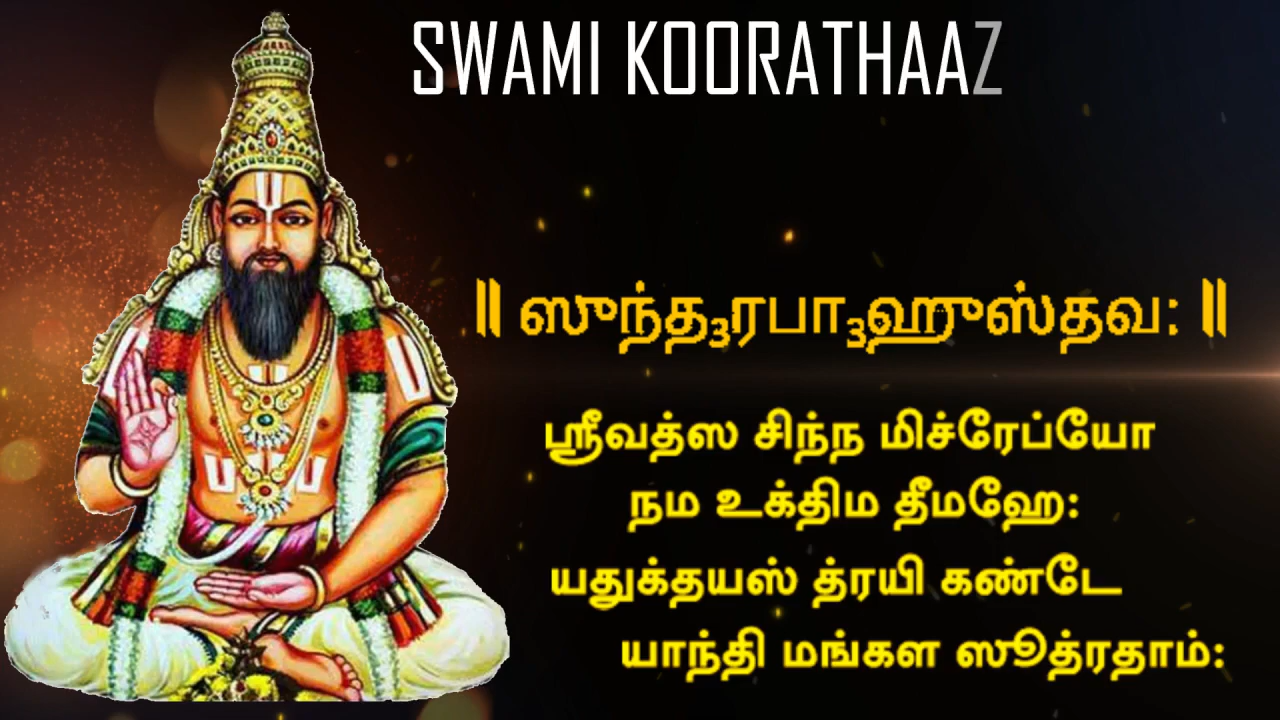 SWAMI KOORATHAAZ
॥ ஸுந்த₃ரபா₃ஹுஸ்தவ: ॥
ஸ்ரீவத்ஸ சிந்ந மிச்ரேப்யோ
நம உக்திம தீமஹே:
யதுக்தயஸ் த்ரயி கண்டே
யாந்தி மங்கள ஸூத்ரதாம்: